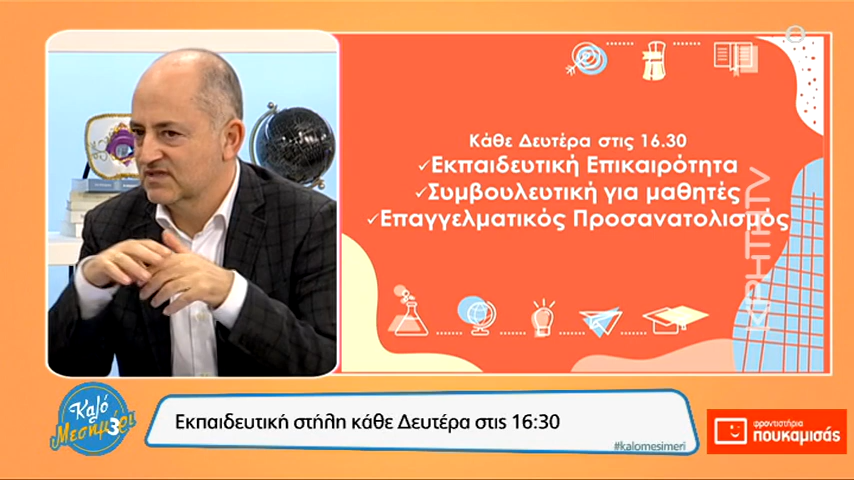 Κάθε Δευτέρα στις 16.30
✓Εκπαιδευτική Επικαιρότητα
✓Συμβουλευτική για μαθητές
✓Επαγγελματικός Προσανατολισμός
ΚΡΗΤΗ TV
Καλό
Μεσημέρι
3
Εκπαιδευτική στήλη κάθε Δευτέρα στις 16:30
#kalomesimeri
φροντιστήρια
πουκαμισάς